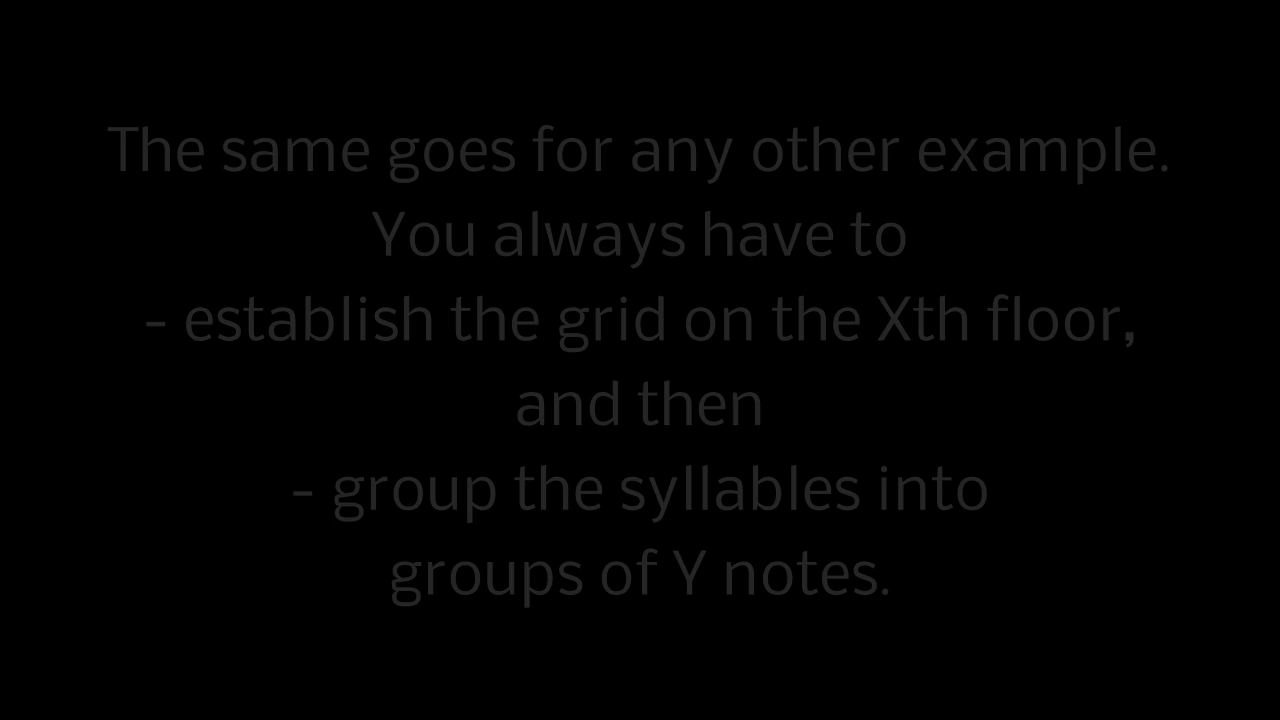 The same goes for any other example.
You always have to
- establish the grid on the Xth floor,
and then
- group the syllables into
groups of Y notes.